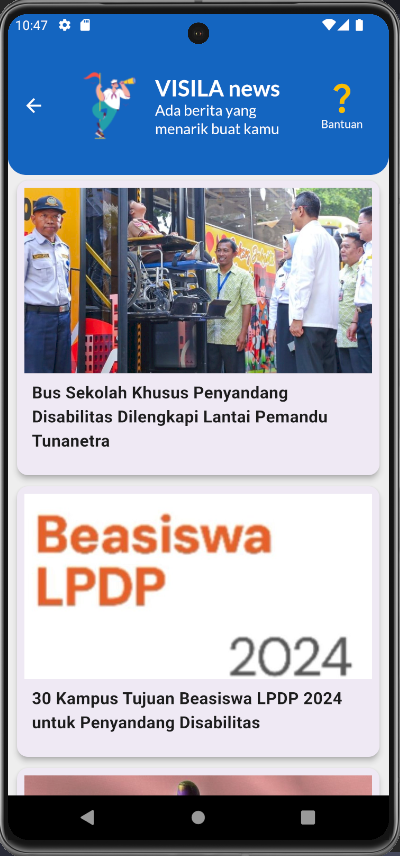 10:47
VISILA news
Ada berita yang
menarik buat kamu
?
Bantuan
Bus Sekolah Khusus Penyandang
Disabilitas Dilengkapi Lantai Pemandu
Tunanetra
Beasiswa
LPDP
2024
30 Kampus Tujuan Beasiswa LPDP 2024
untuk Penyandang Disabilitas